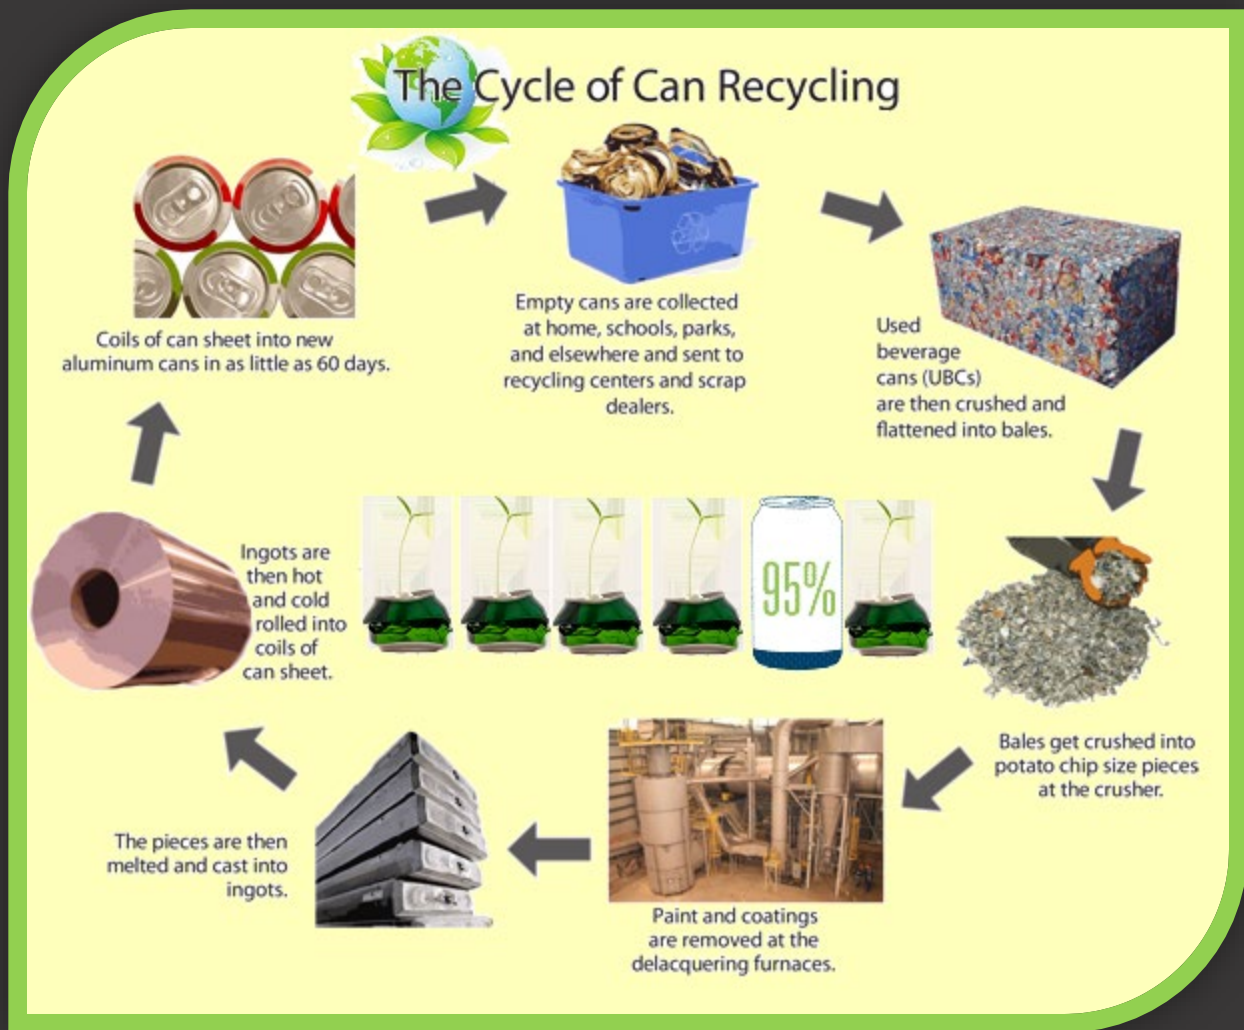 The Cycle of Can Recycling
Empty cans are collected
at home, schools, parks,
and elsewhere and sent to
recycling centers and scrap
dealers.
Used
beverage
cans (UBCs)
are then crushed and
flattened into bales.
Bales get crushed into
potato chip size pieces
at the crusher.
Paint and coatings
are removed at the
delacquering furnaces.
The pieces are then
melted and cast into
ingots.
Ingots are
then hot
and cold
rolled into
coils of
can sheet.
Coils of can sheet into new
aluminum cans in as little as 60 days.
95%